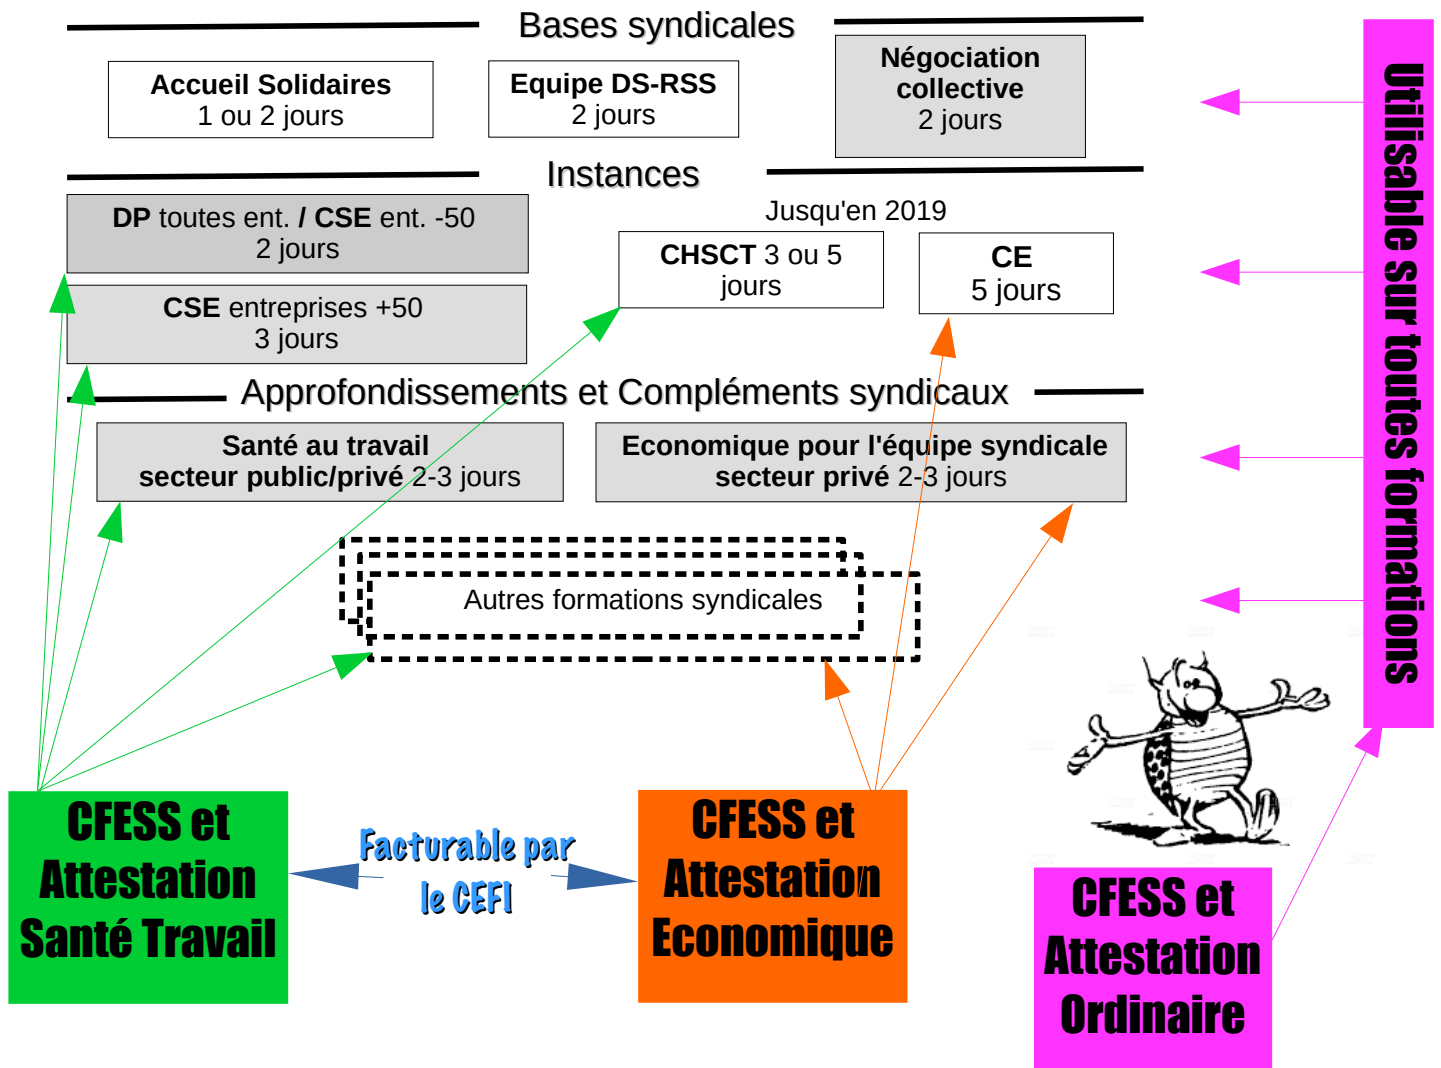 Bases syndicales
Accueil Solidaires
1 ou 2 jours
Equipe DS-RSS
2 jours
Négociation
collective
2 jours
Instances
DP toutes ent. / CSE ent. -50
2 jours
Jusqu'en 2019
CHSCT 3 ou 5
jours
CE
5 jours
CSE entreprises +50
3 jours
Approfondissements et Compléments syndicaux
Santé au travail
secteur public/privé 2-3 jours
Economique pour l'équipe syndicale
secteur privé 2-3 jours
Autres formations syndicales
Utilisable sur toutes formations
CFESS et
Attestation
Santé Travail
Facturable par
le CEFI
CFESS et
Attestation
Economique
CFESS et
Attestation
Ordinaire